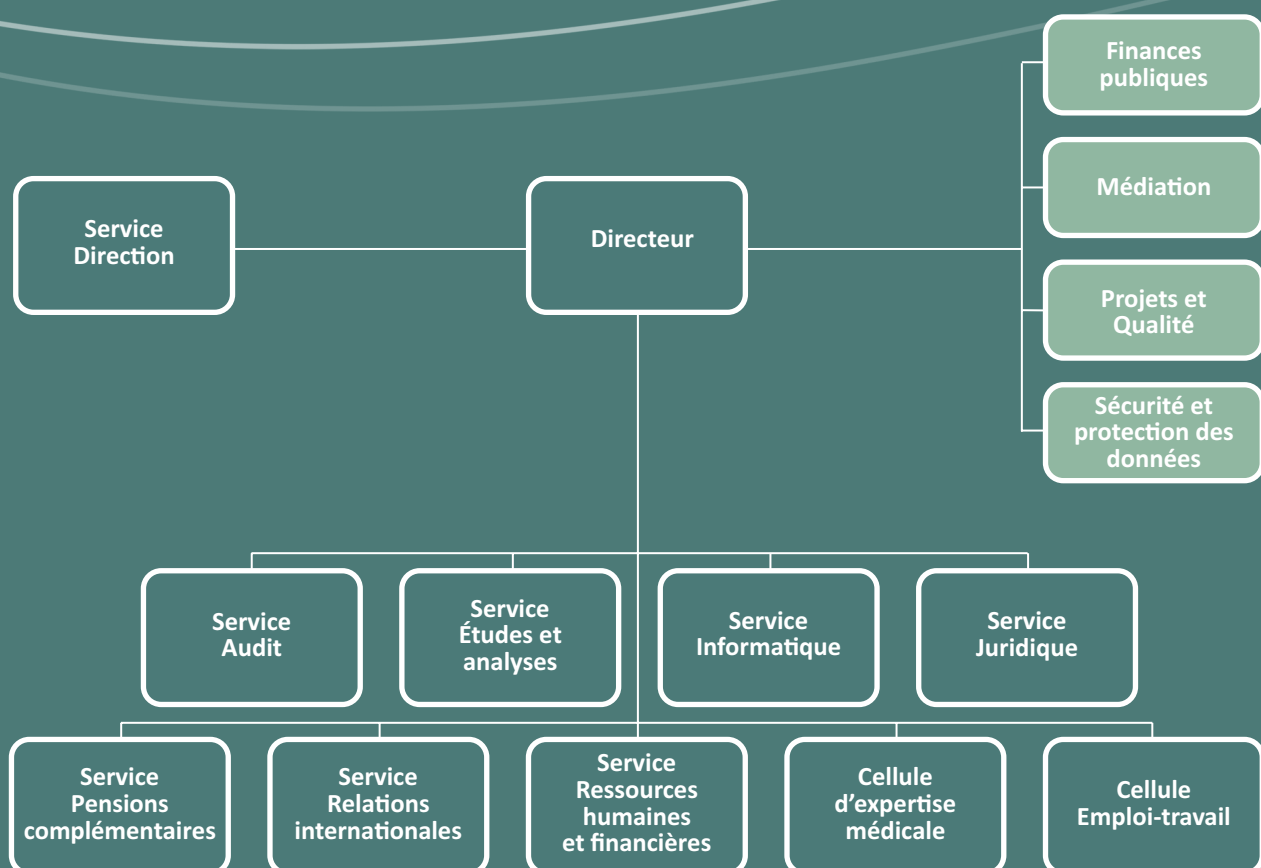 Finances
publiques
Médiation
Service
Direction
Directeur
Projets et
Qualité
Sécurité et
protection des
données
Service
Audit
Service
Études et
analyses
Service
Informatique
Service
Juridique
Service
Pensions
complémentaires
Service
Relations
internationales
Service
Ressources
humaines
et financières
Cellule
d’expertise
médicale
Cellule
Emploi-travail